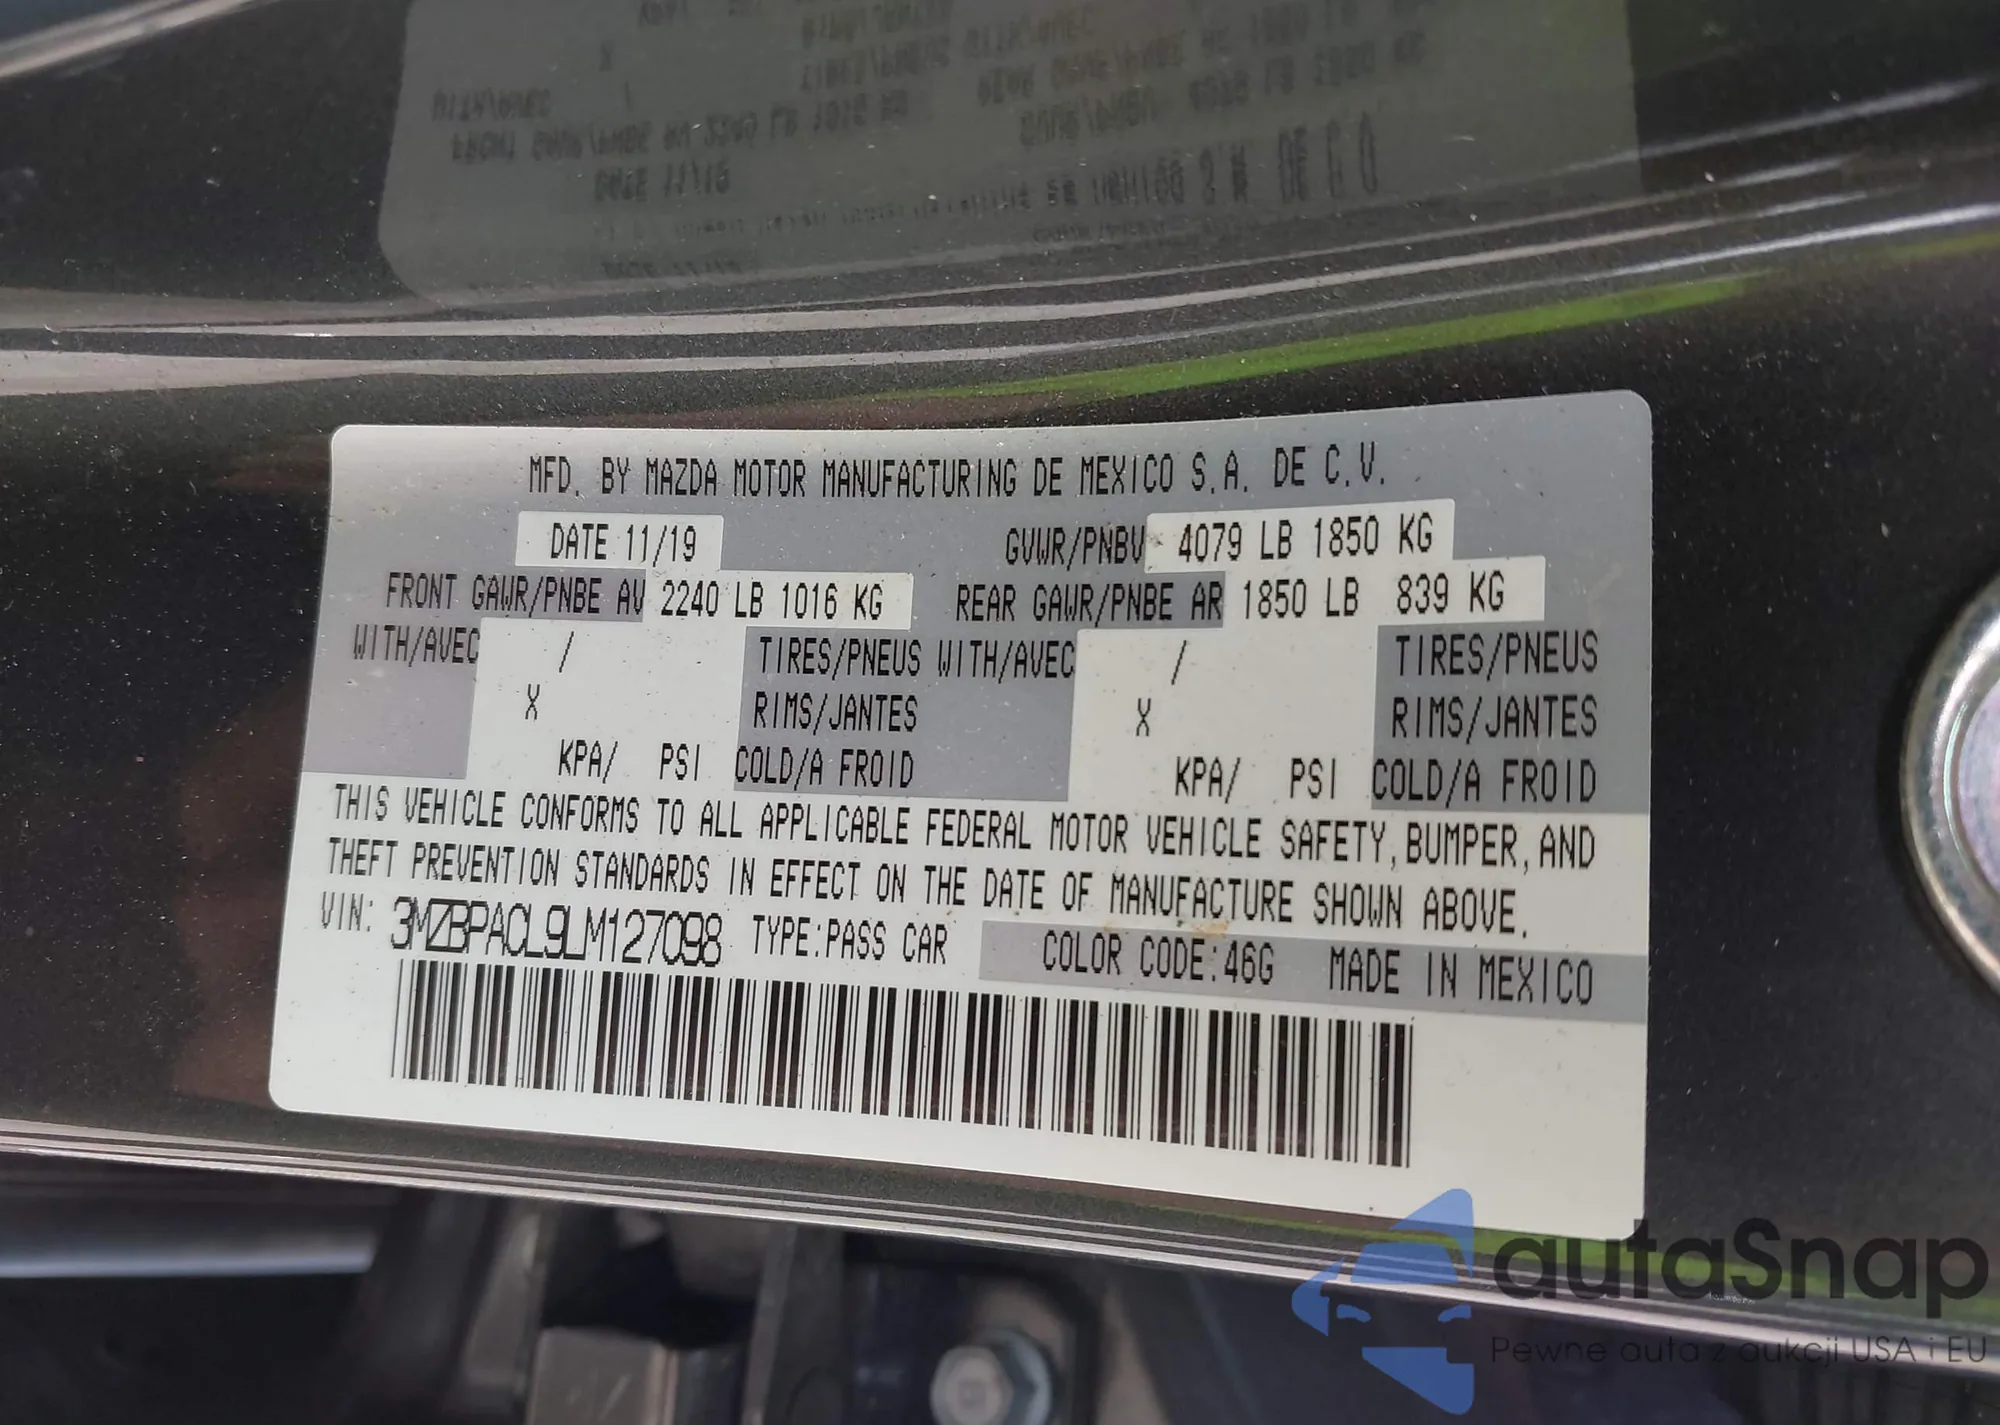 MFD. BY MAZDA MOTOR MANUFACTURING DE MEXICO S.A. DE C.V.
DATE 11/19 GVWR/PNBV 4079 LB 1850 KG
FRONT GAWR/PNBE AV 2240 LB 1016 KG REAR GAWR/PNBE AR 1850 LB 839 KG
WITH/AVEC / TIRES/PNEUS WITH/AVEC / TIRES/PNEUS
X RIMS/JANTES X RIMS/JANTES
KPA/ PSI COLD/A FROID KPA/ PSI COLD/A FROID
THIS VEHICLE CONFORMS TO ALL APPLICABLE FEDERAL MOTOR VEHICLE SAFETY, BUMPER, AND
THEFT PREVENTION STANDARDS IN EFFECT ON THE DATE OF MANUFACTURE SHOWN ABOVE.
VIN: 3MZBPACL9LM127098 TYPE:PASS CAR COLOR CODE:46G MADE IN MEXICO
autaSnap
Pewne auta z aukcji USA i EU